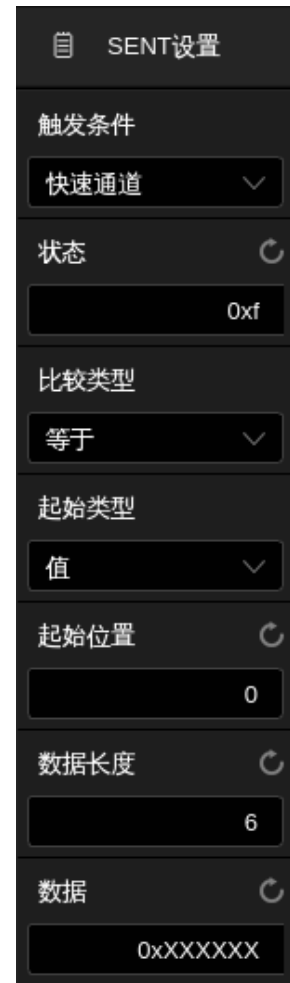 SENT设置
触发条件
快速通道
状态
0xf
比较类型
等于
起始类型
值
起始位置
0
数据长度
6
数据
0xXXXXXX